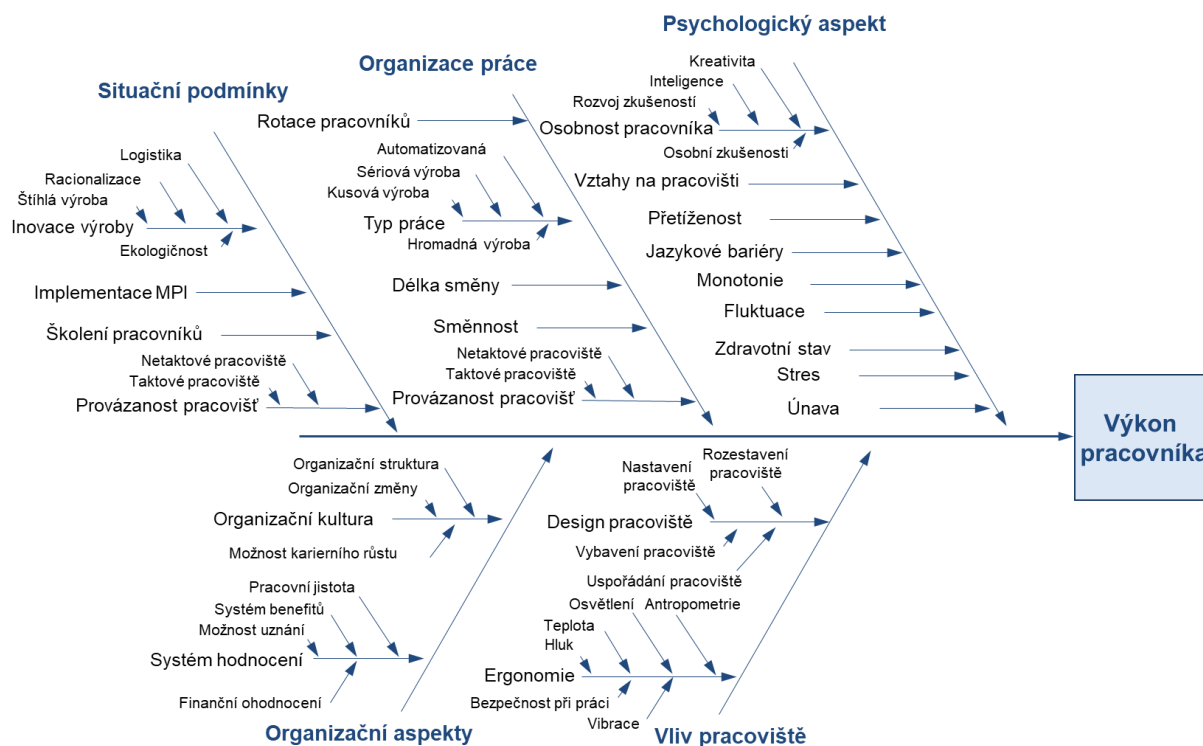 Psychologický aspekt
Kreativita
Inteligence
Rozvoj zkušeností
Osobnost pracovníka
Osobní zkušenosti
Vztahy na pracovišti
Přetíženost
Jazykové bariéry
Monotonie
Fluktuace
Zdravotní stav
Stres
Únava
Organizace práce
Rotace pracovníků
Automatizovaná
Sériová výroba
Kusová výroba
Typ práce
Hromadná výroba
Délka směny
Směnnost
Netaktové pracoviště
Taktové pracoviště
Provázanost pracovišť
Situační podmínky
Logistika
Racionalizace
Štíhlá výroba
Inovace výroby
Ekologičnost
Implementace MPI
Školení pracovníků
Netaktové pracoviště
Taktové pracoviště
Provázanost pracovišť
Výkon
pracovníka
Organizační struktura
Organizační změny
Organizační kultura
Možnost karierního růstu
Pracovní jistota
Systém benefitů
Možnost uznání
Systém hodnocení
Finanční ohodnocení
Organizační aspekty
Rozestavení
pracoviště
Nastavení
pracoviště
Design pracoviště
Vybavení pracoviště
Uspořádání pracoviště
Osvětlení
Antropometrie
Teplota
Hluk
Ergonomie
Bezpečnost při práci
Vibrace
Vliv pracoviště